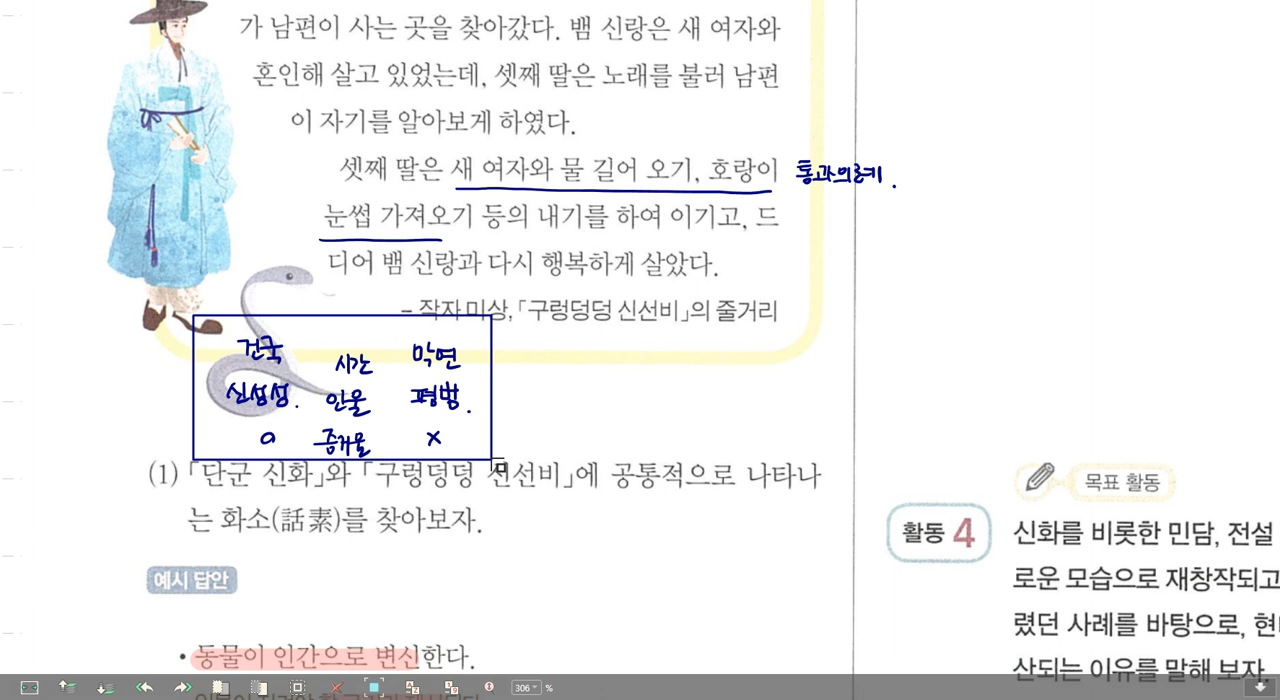 가 남편이 사는 곳을 찾아갔다. 뱀 신랑은 새 여자와
혼인해 살고 있었는데, 셋째 딸은 노래를 불러 남편
이 자기를 알아보게 하였다.
셋째 딸은 새 여자와 물 길어 오기, 호랑이
통과의례.
눈썹 가져오기 등의 내기를 하여 이기고, 드
디어 뱀 신랑과 다시 행복하게 살았다.
– 작자 미상, 「구렁덩덩 신선비」의 줄거리
건국 시간 막연
신성성. 인물 평범.
o 증거물 x
(1) 「단군 신화」와 「구렁덩덩 신선비」에 공통적으로 나타나
는 화소(話素)를 찾아보자.
예시 답안
• 동물이 인간으로 변신한다.
목표 활동
활동 4
신화를 비롯한 민담, 전설
로운 모습으로 재창작되고
렸던 사례를 바탕으로, 현
산되는 이유를 말해 보자.
306 %